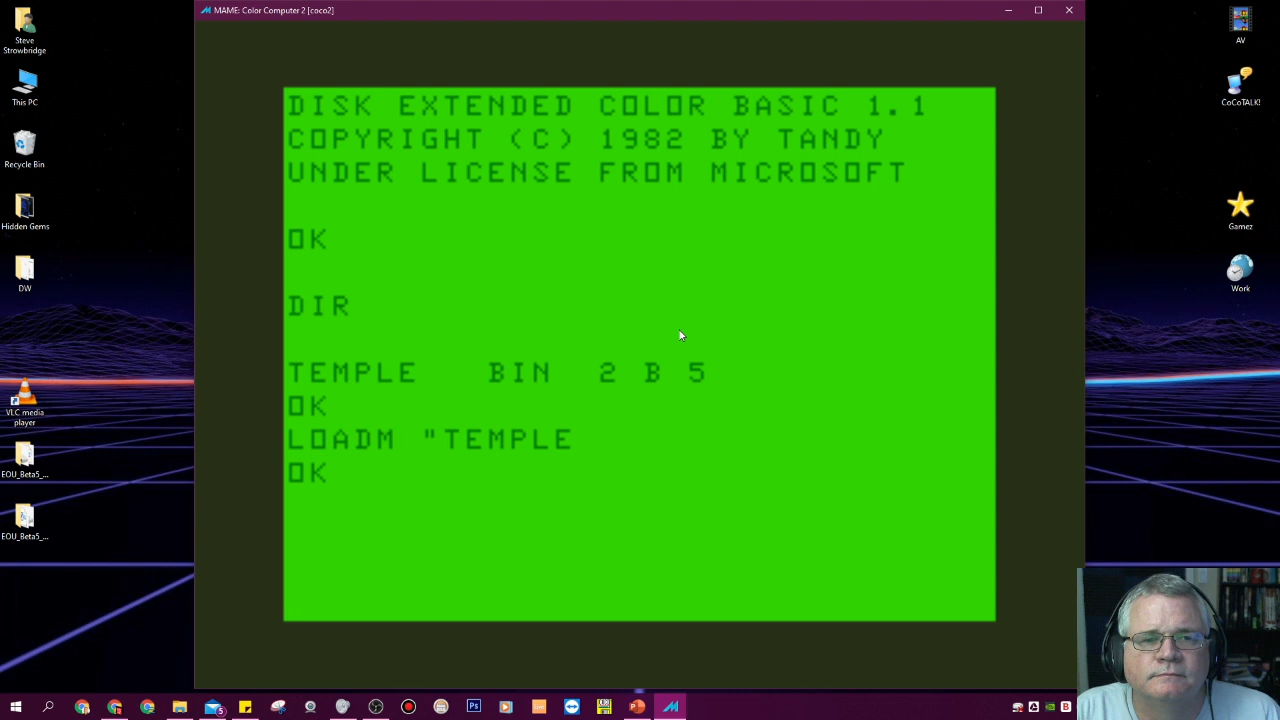 MAME: Color Computer 2 [coco2]
Steve Strowbridge
This PC
Recycle Bin
Hidden Gems
DW
VLC media player
EOU_Beta5_...
EOU_Beta5_...
DISK EXTENDED COLOR BASIC 1.1
COPYRIGHT (C) 1982 BY TANDY
UNDER LICENSE FROM MICROSOFT
OK
DIR
TEMPLE BIN 2 B 5
OK
LOADM "TEMPLE
OK
AV
CoCoTALK!
Gamez
Work